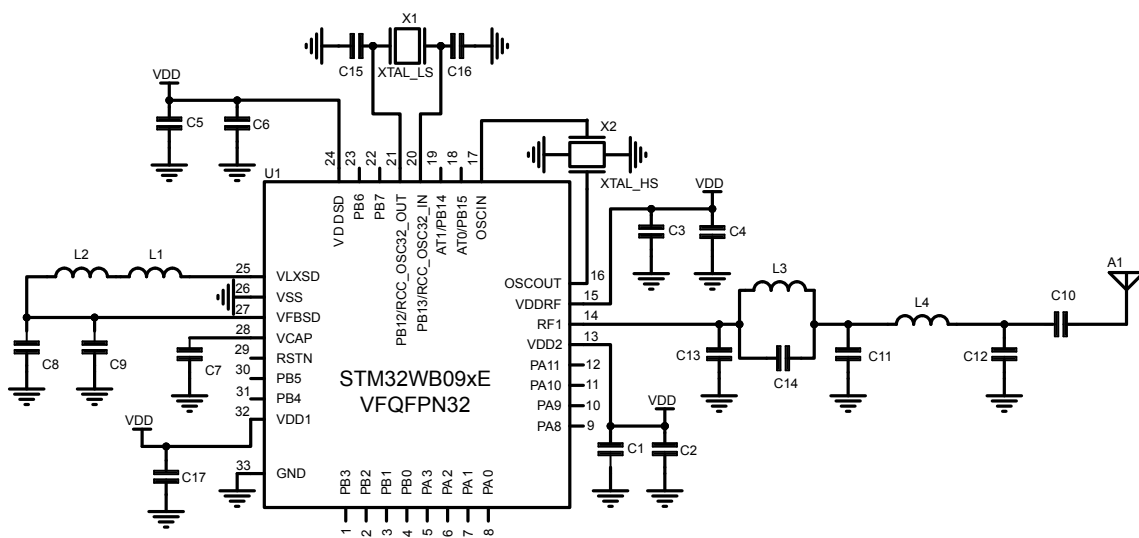 X1
C15
C16
XTAL_LS
VDD
C5
C6
X2
XTAL_HS
24
23
22
21
20
19
18
17
U1
VDDSD
PB6
PB7
PB12/RCC_OSC32_OUT
PB13/RCC_OSC32_IN
AT1/PB14
AT0/PB15
OSCIN
VDD
C3
C4
L2
L1
25
VLXSD
26
VSS
27
VFBSD
28
VCAP
29
RSTN
30
PB5
31
PB4
32
VDD1
33
GND
C8
C9
C7
VDD
C17
OSCOUT
16
VDDRF
15
RF1
14
VDD2
13
PA11
12
PA10
11
PA9
10
PA8
9
STM32WB09xE
VFQFPN32
L3
C13
C14
C11
L4
C12
C10
A1
VDD
C1
C2
PB3
PB2
PB1
PB0
PA3
PA2
PA1
PA0
1
2
3
4
5
6
7
8